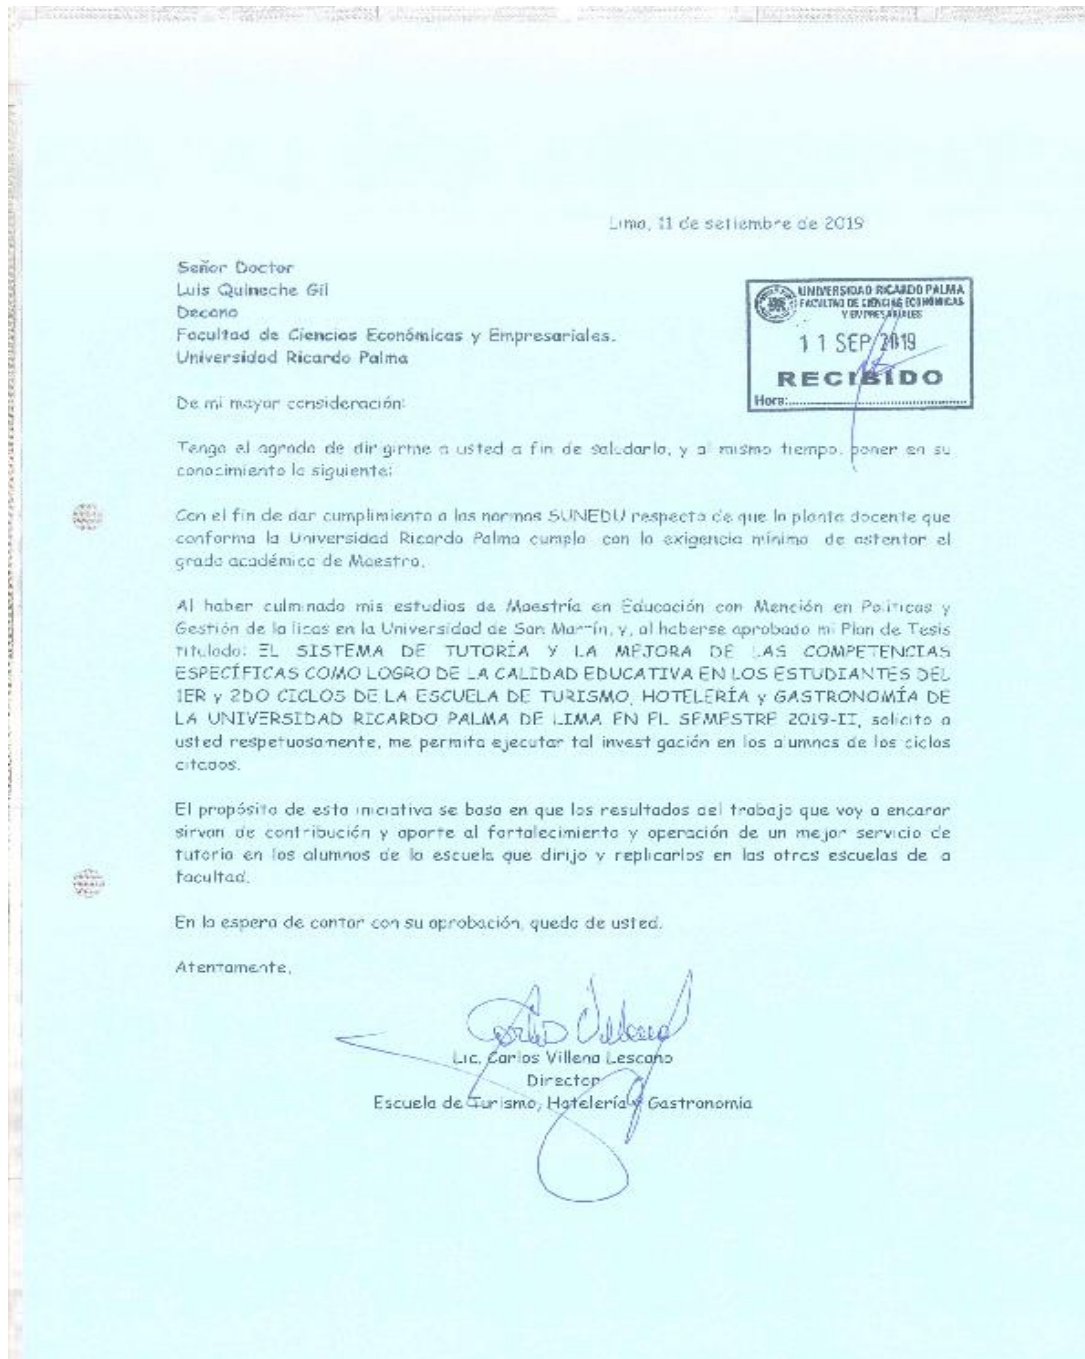 Lima, 11 de setiembre de 2019
Señor Doctor
Luis Quineche Gil
Decano
Facultad de Ciencias Económicas y Empresariales.
Universidad Ricardo Palma
UNIVERSIDAD RICARDO PALMA
FACULTAD DE CIENCIAS ECONÓMICAS
Y EMPRESARIALES
11 SEP 2019
RECIBIDO
Hora:
De mi mayor consideración:
Tengo el agrado de dirigirme a usted a fin de saludarlo, y al mismo tiempo, poner en su
conocimiento lo siguiente:
Con el fin de dar cumplimiento a las normas SUNEDU respecto de que la planta docente que
conforma la Universidad Ricardo Palma cumpla con la exigencia mínima de ostentar el
grado académico de Maestro.
Al haber culminado mis estudios de Maestría en Educación con Mención en Políticas y
Gestión de la licas en la Universidad de San Martín, y, al haberse aprobado mi Plan de Tesis
titulado: EL SISTEMA DE TUTORÍA Y LA MEJORA DE LAS COMPETENCIAS
ESPECÍFICAS COMO LOGRO DE LA CALIDAD EDUCATIVA EN LOS ESTUDIANTES DEL
1ER y 2DO CICLOS DE LA ESCUELA DE TURISMO, HOTELERÍA y GASTRONOMÍA DE
LA UNIVERSIDAD RICARDO PALMA DE LIMA EN EL SEMESTRE 2019-II, solicito a
usted respetuosamente, me permita ejecutar tal investigación en los alumnos de los ciclos
citados.
El propósito de esta iniciativa se basa en que los resultados del trabajo que voy a encarar
sirvan de contribución y aporte al fortalecimiento y operación de un mejor servicio de
tutoría en los alumnos de la escuela que dirijo y replicarlos en las otras escuelas de la
facultad.
En la espera de contar con su aprobación, quedo de usted.
Atentamente,
Carlos Villena
Lic. Carlos Villena Lescano
Director
Escuela de Turismo, Hotelería y Gastronomía